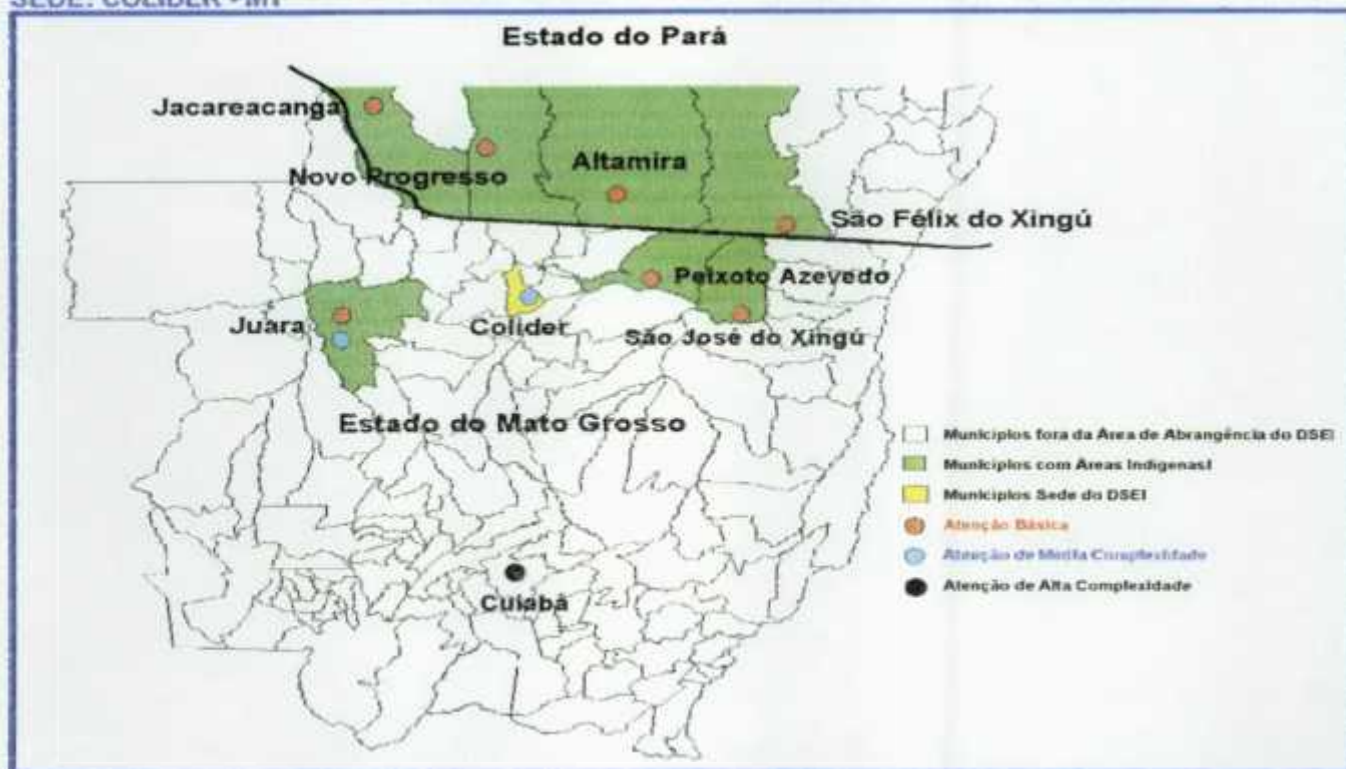 SEDE: COLIDER - MT
Estado do Pará
Jacareacanga
Novo Progresso
Altamira
São Félix do Xingú
Peixoto Azevedo
Juara
Colider
São José do Xingú
Estado do Mato Grosso
Cuiabá
Municípios fora da Área de Abrangência do DSEI
Municípios com Áreas IndígenasI
Municípios Sede do DSEI
Atenção Básica
Atenção de Média Complexidade
Atenção de Alta Complexidade